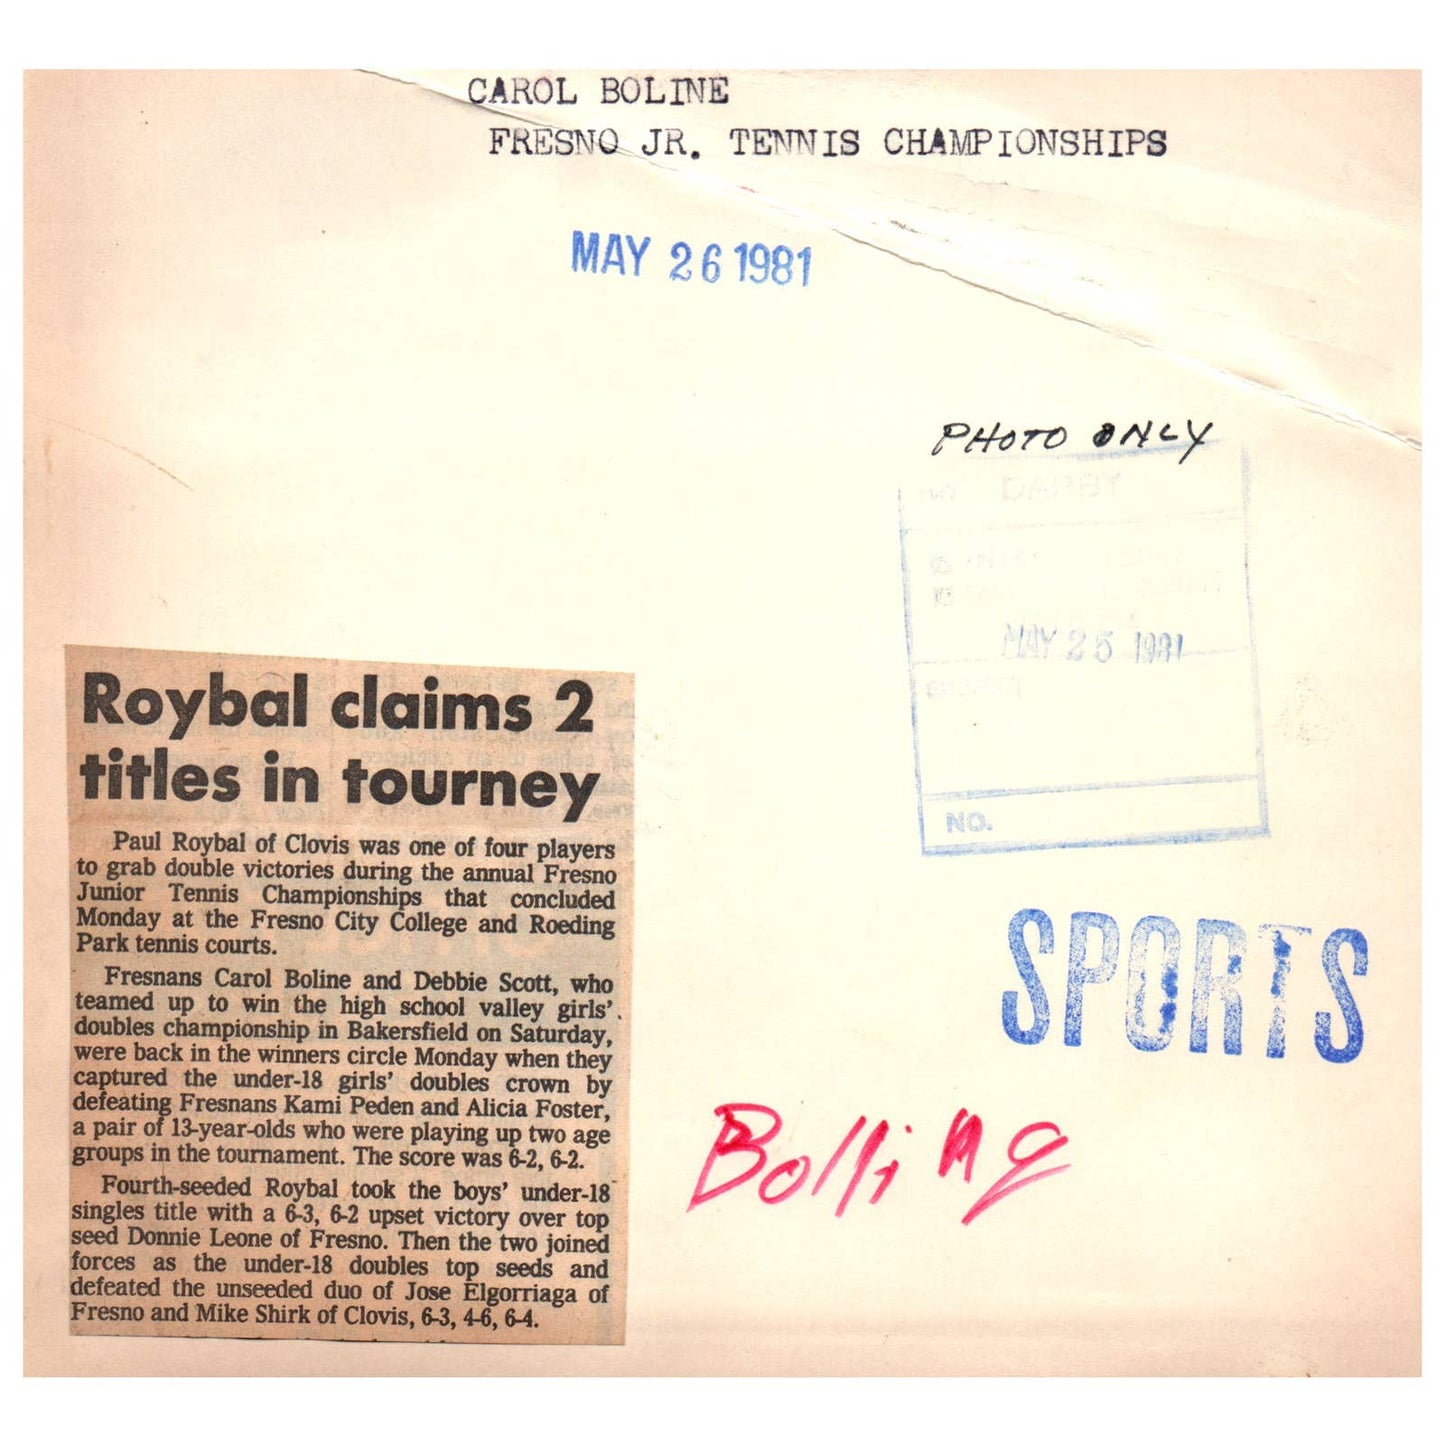 CAROL BOLINE
FRESNO JR. TENNIS CHAMPIONSHIPS
MAY 26 1981
PHOTO ONLY
DARBY
MAY 25 1981
NO.
SPORTS
Bolling
Roybal claims 2
titles in tourney
Paul Roybal of Clovis was one of four players
to grab double victories during the annual Fresno
Junior Tennis Championships that concluded
Monday at the Fresno City College and Roeding
Park tennis courts.
Fresnans Carol Boline and Debbie Scott, who
teamed up to win the high school valley girls'
doubles championship in Bakersfield on Saturday,
were back in the winners circle Monday when they
captured the under-18 girls' doubles crown by
defeating Fresnans Kami Peden and Alicia Foster,
a pair of 13-year-olds who were playing up two age
groups in the tournament. The score was 6-2, 6-2.
Fourth-seeded Roybal took the boys' under-18
singles title with a 6-3, 6-2 upset victory over top
seed Donnie Leone of Fresno. Then the two joined
forces as the under-18 doubles top seeds and
defeated the unseeded duo of Jose Elgorriaga of
Fresno and Mike Shirk of Clovis, 6-3, 4-6, 6-4.